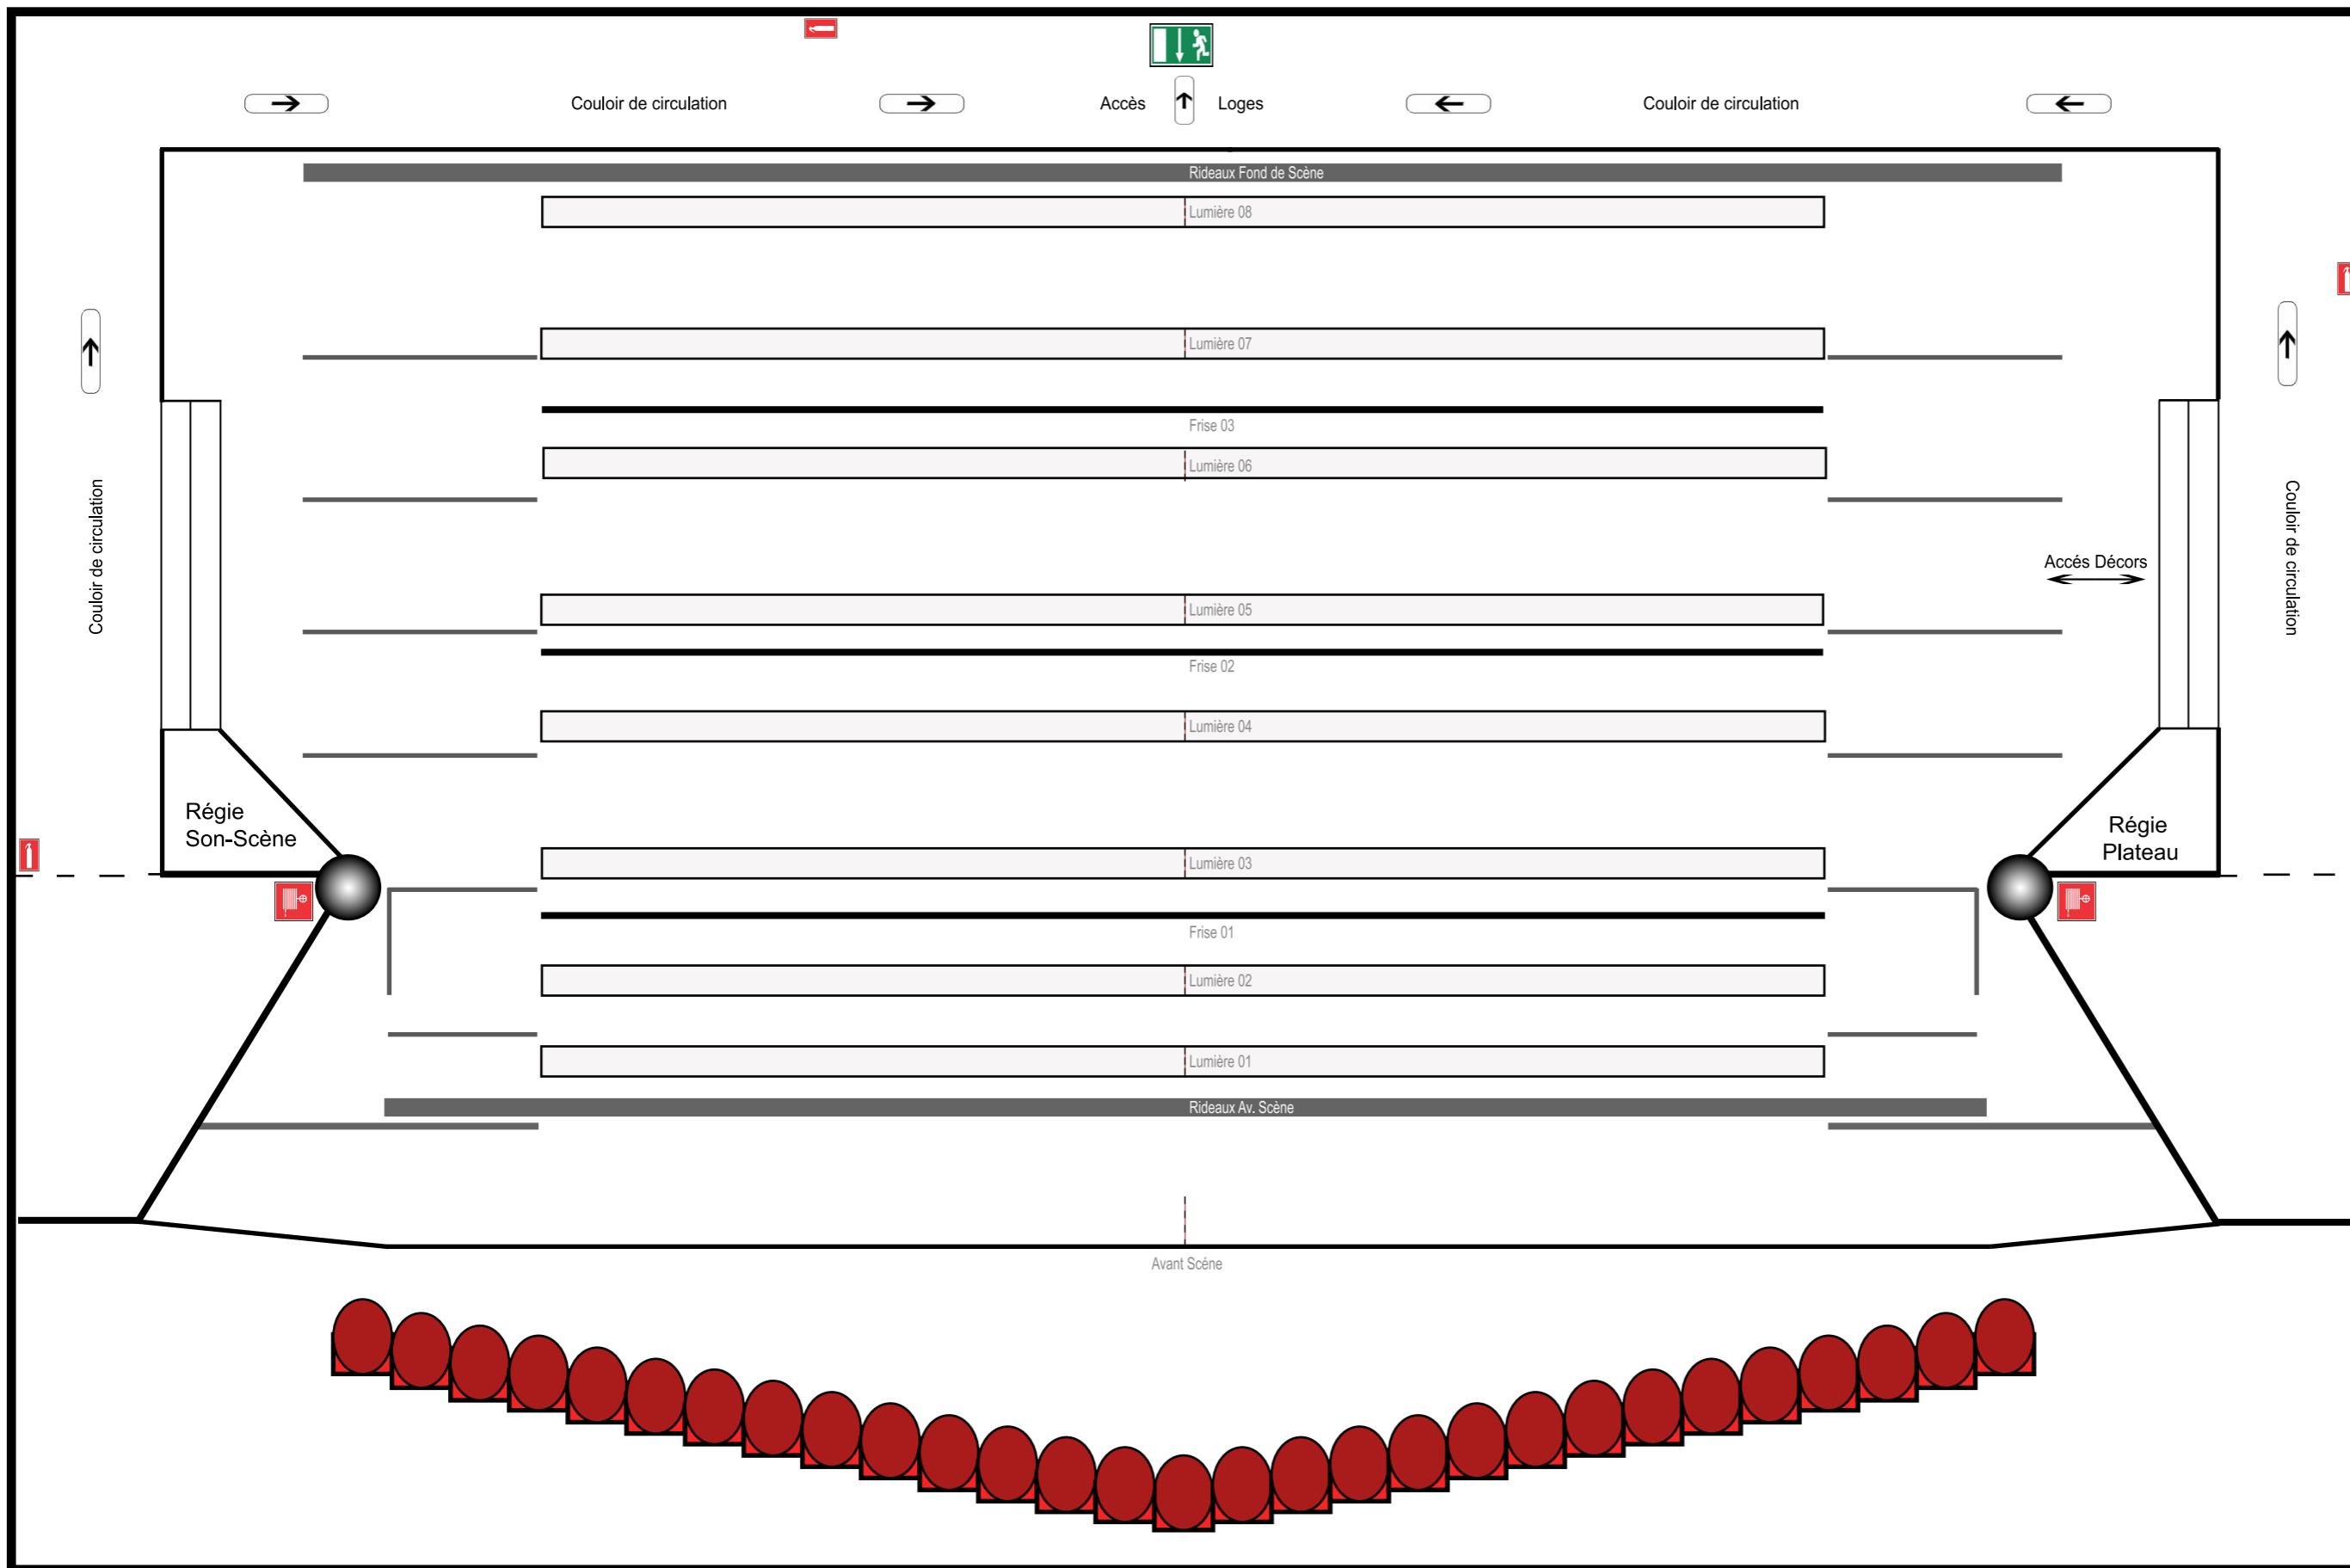 Couloir de circulation
Accès
Loges
Couloir de circulation
Rideaux Fond de Scène
Lumière 08
Lumière 07
Frise 03
Lumière 06
Couloir de circulation
Couloir de circulation
Accés Décors
Lumière 05
Frise 02
Lumière 04
Régie
Son-Scène
Régie
Plateau
Lumière 03
Frise 01
Lumière 02
Lumière 01
Rideaux Av. Scène
Avant Scéne